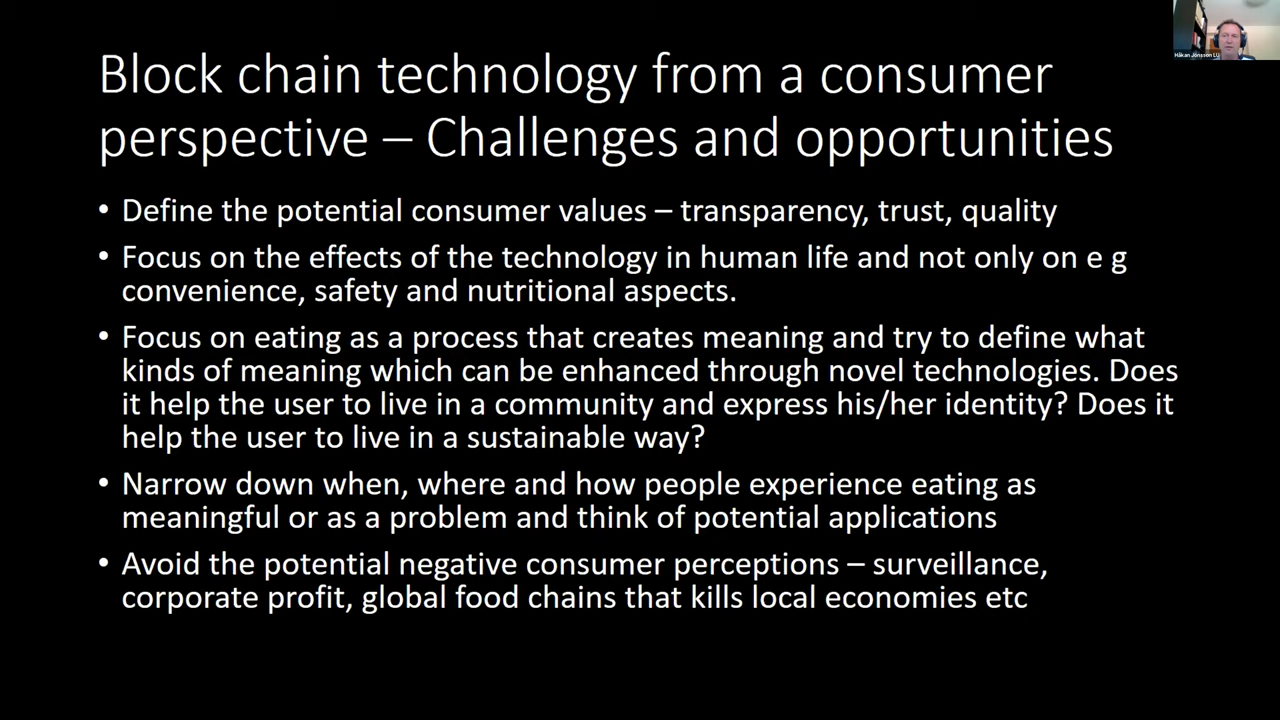 Block chain technology from a consumer
perspective – Challenges and opportunities
• Define the potential consumer values – transparency, trust, quality
• Focus on the effects of the technology in human life and not only on e g
convenience, safety and nutritional aspects.
• Focus on eating as a process that creates meaning and try to define what
kinds of meaning which can be enhanced through novel technologies. Does
it help the user to live in a community and express his/her identity? Does it
help the user to live in a sustainable way?
• Narrow down when, where and how people experience eating as
meaningful or as a problem and think of potential applications
• Avoid the potential negative consumer perceptions – surveillance,
corporate profit, global food chains that kills local economies etc
Håkan Jönsson LU